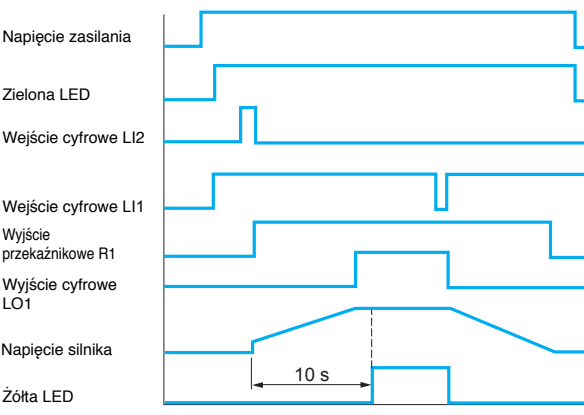 Napięcie zasilania
Zielona LED
Wejście cyfrowe LI2
Wejście cyfrowe LI1
Wyjście
przekaźnikowe R1
Wyjście cyfrowe
LO1
Napięcie silnika
10 s
Żółta LED